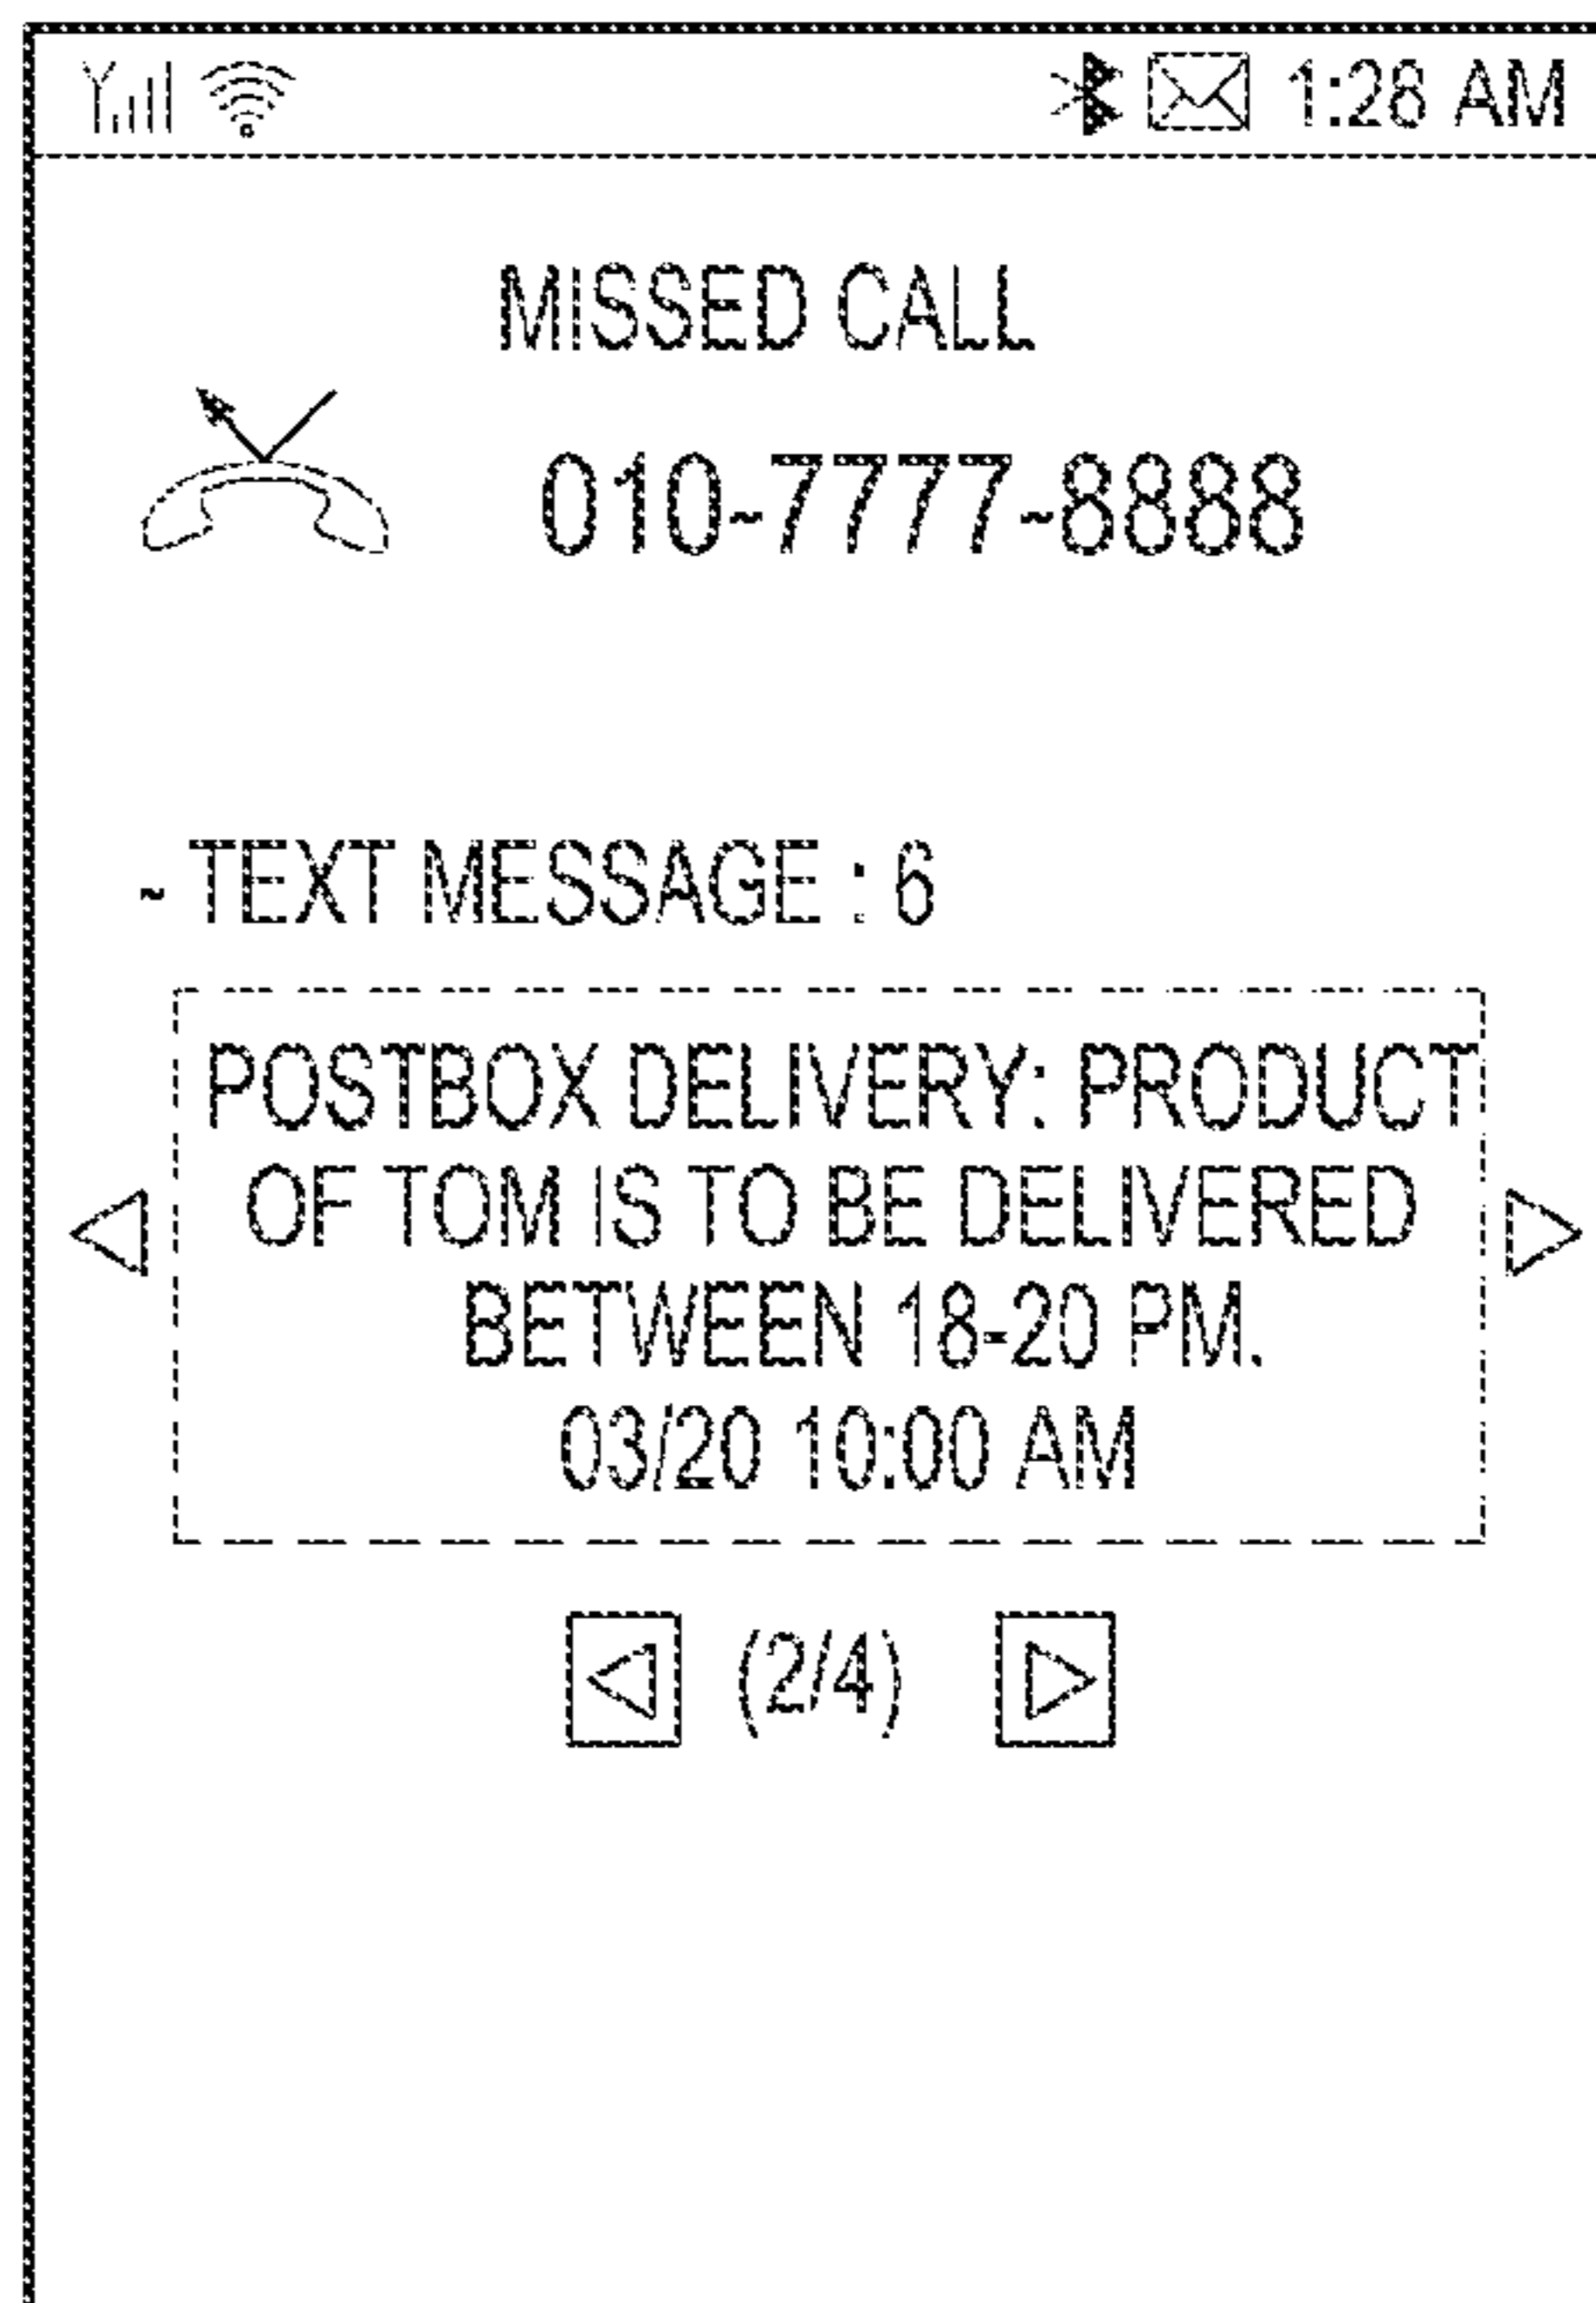 1:28 AM
MISSED CALL
010-7777-8888
- TEXT MESSAGE : 6
POSTBOX DELIVERY: PRODUCT
OF TOM IS TO BE DELIVERED
BETWEEN 18-20 PM.
03/20 10:00 AM
(2/4)